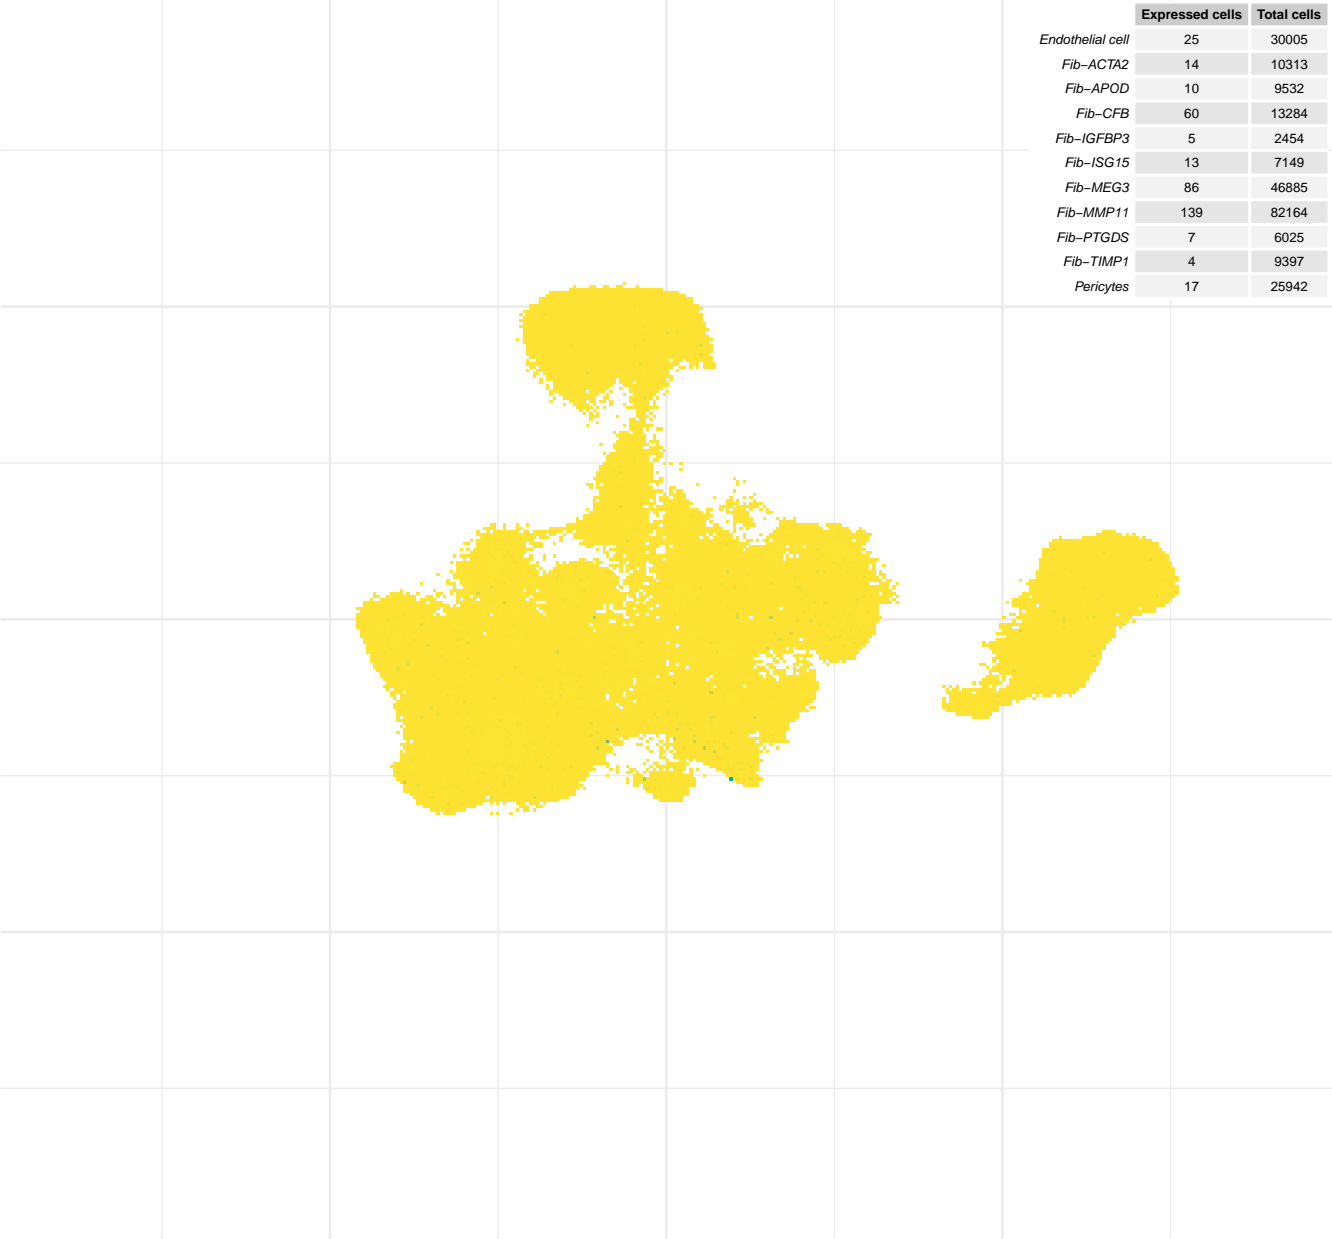 Expressed cells Total cells
Endothelial cell 25 30005
Fib−ACTA2 14 10313
Fib−APOD 10 9532
Fib−CFB 60 13284
Fib−IGFBP3 5 2454
Fib−ISG15 13 7149
Fib−MEG3 86 46885
Fib−MMP11 139 82164
Fib−PTGDS 7 6025
Fib−TIMP1 4 9397
Pericytes 17 25942